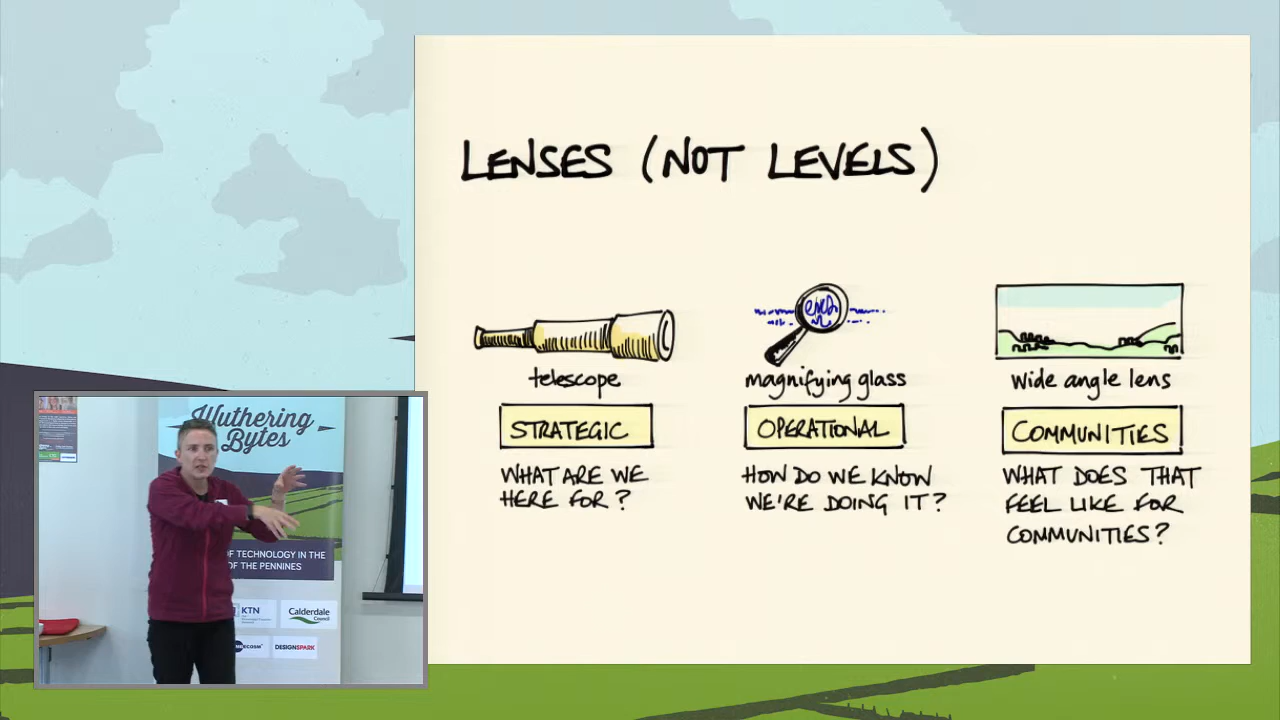 LENSES (NOT LEVELS)
telescope
STRATEGIC
WHAT ARE WE
HERE FOR?
magnifying glass
OPERATIONAL
HOW DO WE KNOW
WE'RE DOING IT?
wide angle lens
COMMUNITIES
WHAT DOES THAT
FEEL LIKE FOR
COMMUNITIES?
Wuthering
Bytes
OF TECHNOLOGY IN THE
OF THE PENNINES
KTN
Calderdale
Council
DESIGNSPARK